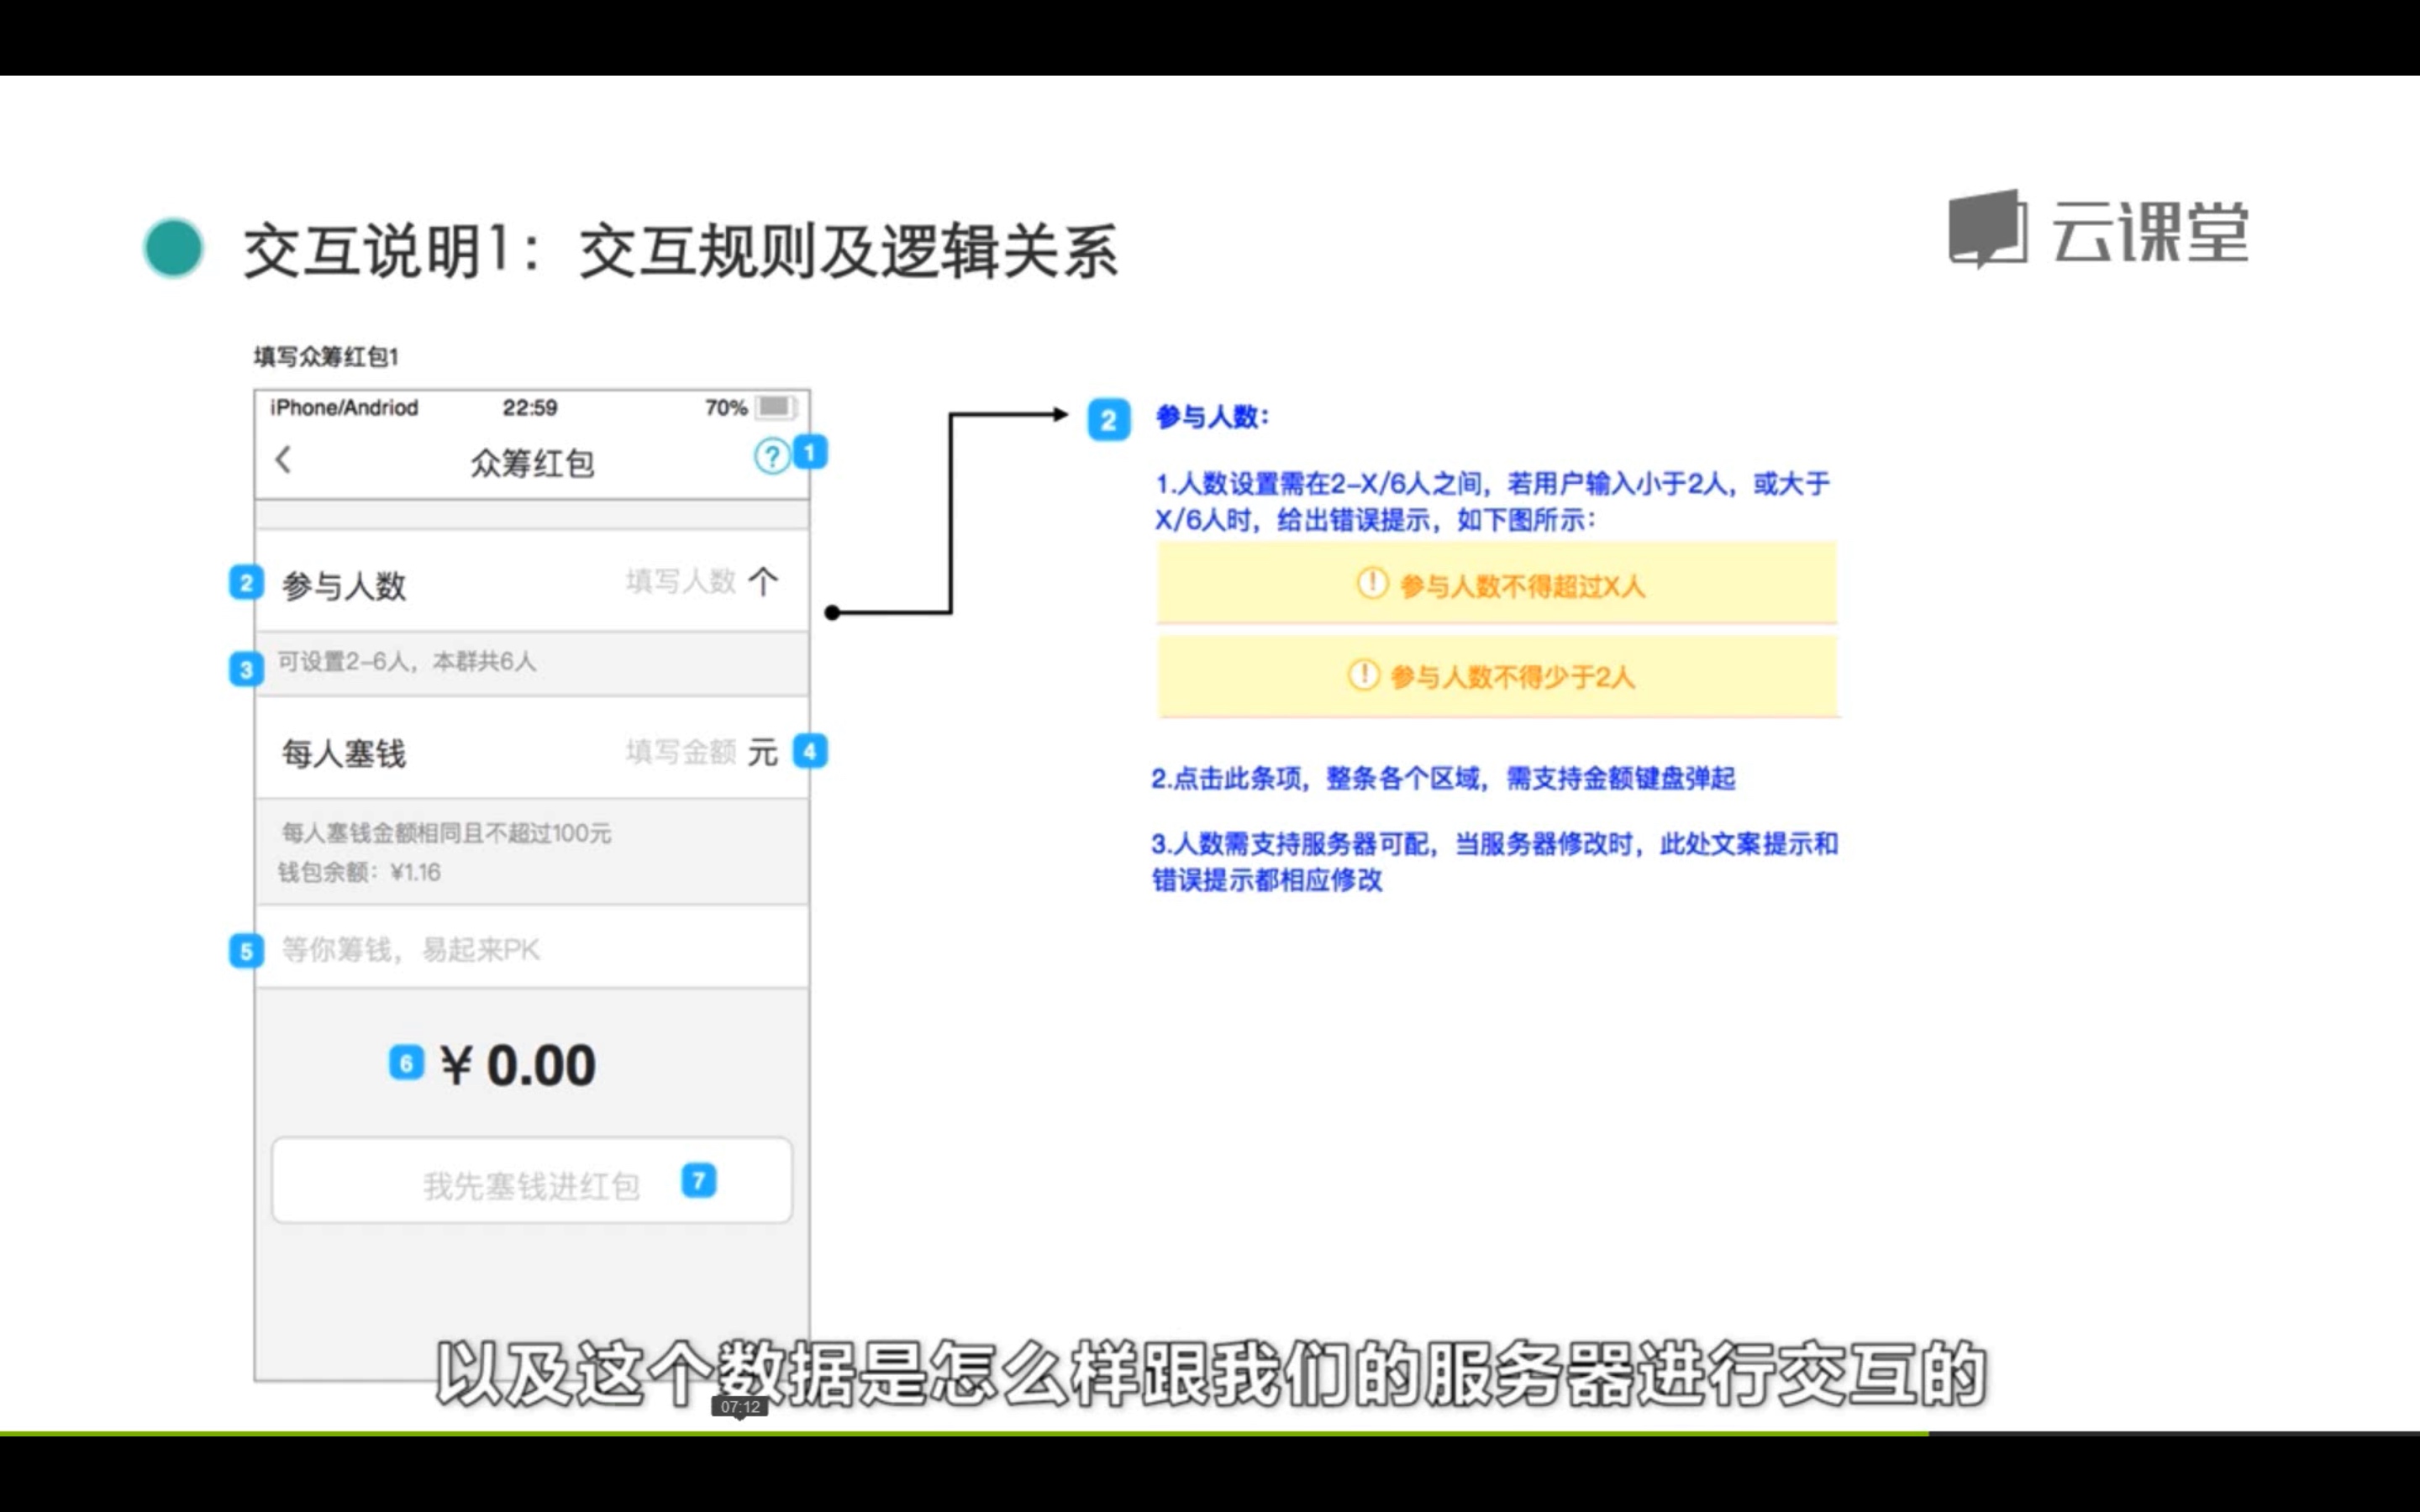 交互说明1：交互规则及逻辑关系
云课堂
填写众筹红包1
iPhone/Andriod 22:59 70%
众筹红包 ? 1
2 参与人数 填写人数 个
3 可设置2-6人，本群共6人
每人塞钱 填写金额 元 4
每人塞钱金额相同且不超过100元
钱包余额：¥1.16
5 等你筹钱，易起来PK
6 ¥ 0.00
我先塞钱进红包 7
2 参与人数：
1.人数设置需在2-X/6人之间，若用户输入小于2人，或大于
X/6人时，给出错误提示，如下图所示：
! 参与人数不得超过X人
! 参与人数不得少于2人
2.点击此条项，整条各个区域，需支持金额键盘弹起
3.人数需支持服务器可配，当服务器修改时，此处文案提示和
错误提示都相应修改
以及这个数据是怎么样跟我们的服务器进行交互的
07:12